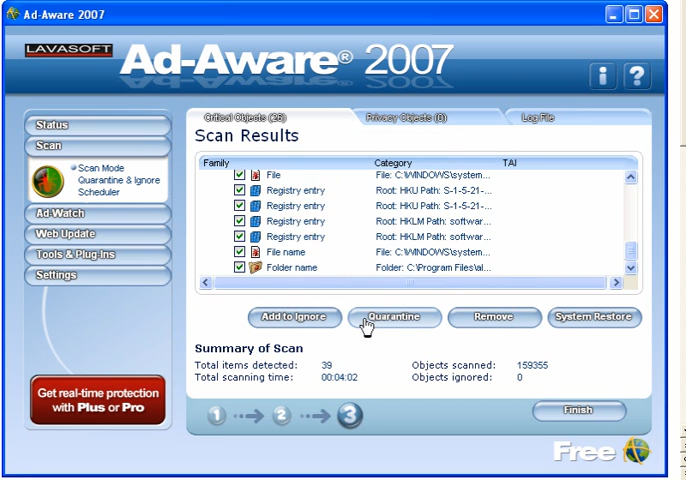 Ad-Aware 2007
LAVASOFT
Ad-Aware® 2007
i ?
Status
Scan
Scan Mode
Quarantine & Ignore
Scheduler
Ad-Watch
Web Update
Tools & Plug-Ins
Settings
Get real-time protection
with Plus or Pro
Critical Objects (26) Privacy Objects (0) Log File
Scan Results
Family Category TAI
File File: C:\WINDOWS\system...
Registry entry Root: HKU Path: S-1-5-21-...
Registry entry Root: HKU Path: S-1-5-21-...
Registry entry Root: HKLM Path: softwar...
Registry entry Root: HKLM Path: softwar...
File name File: C:\WINDOWS\system...
Folder name Folder: C:\Program Files\al...
Add to Ignore Quarantine Remove System Restore
Summary of Scan
Total items detected: 39 Objects scanned: 159355
Total scanning time: 00:04:02 Objects ignored: 0
1 2 3
Finish
Free